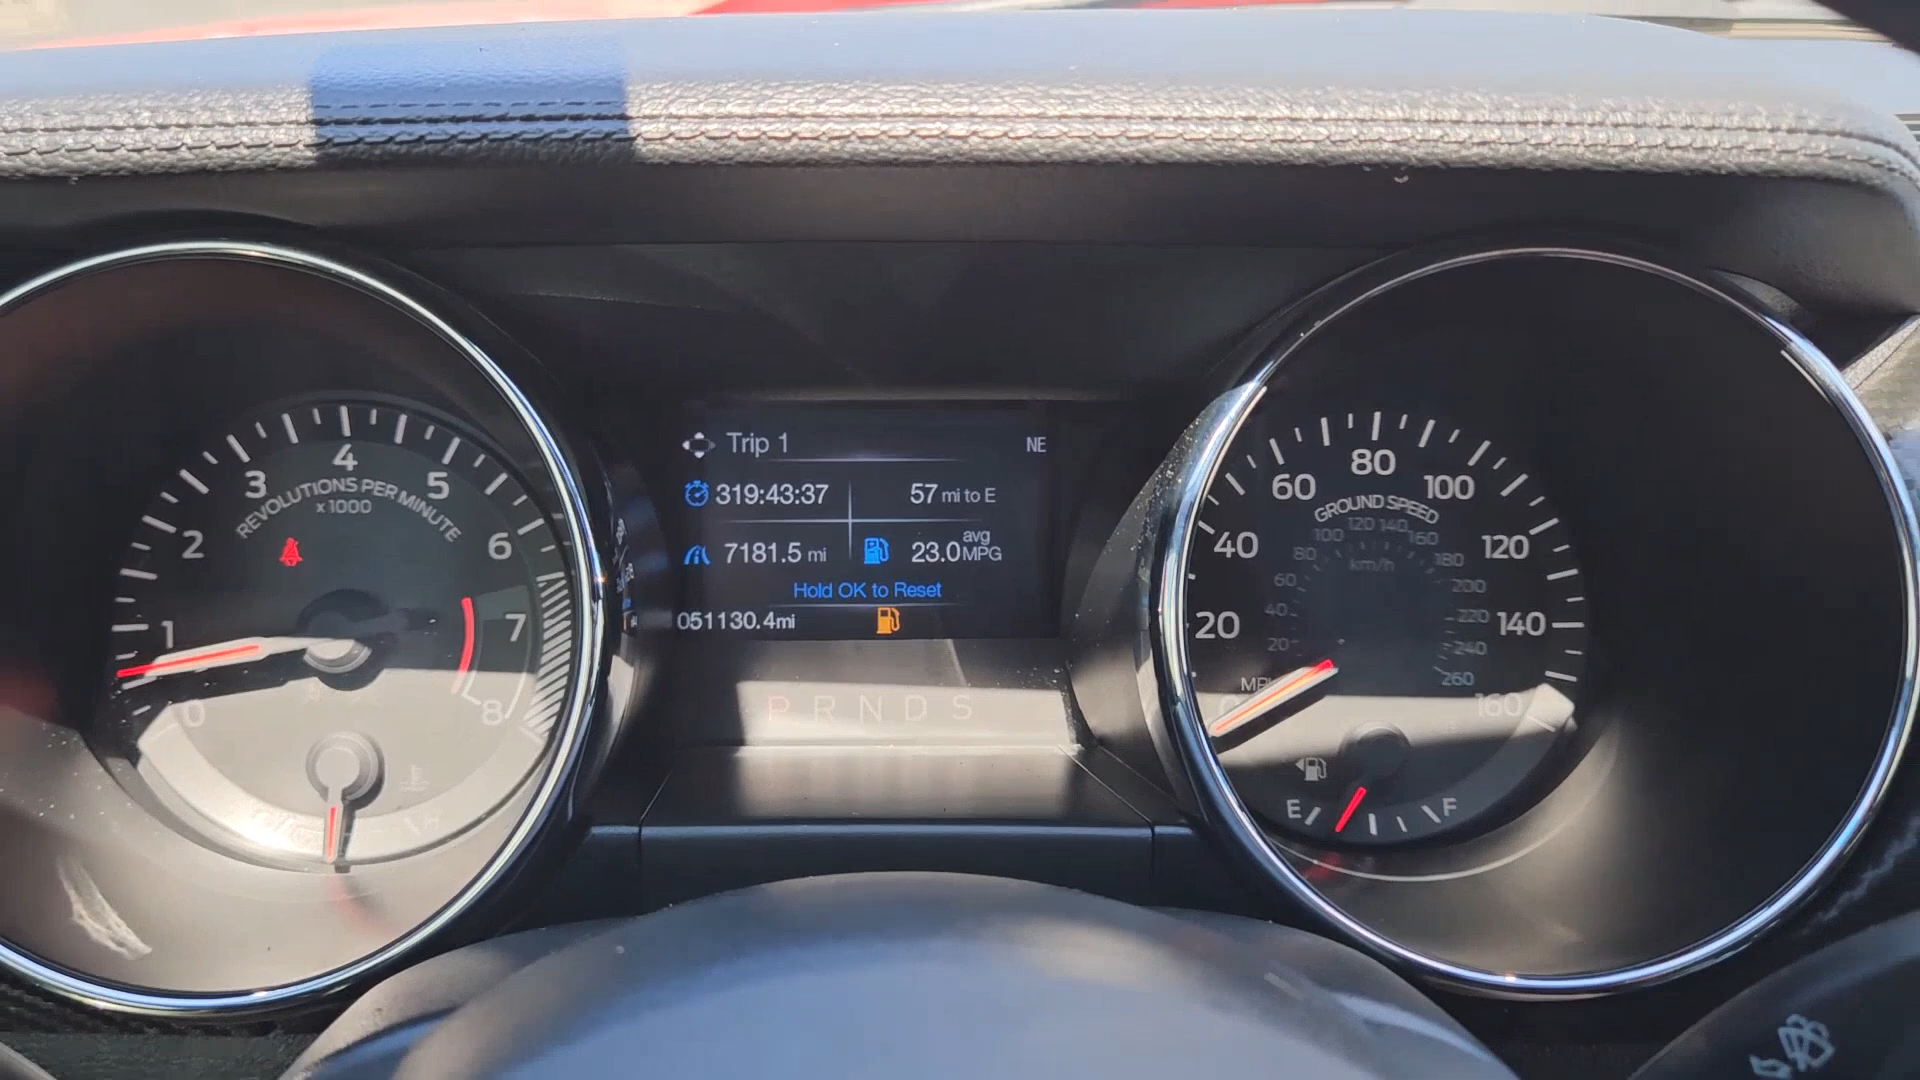 Trip 1
NE
319:43:37
57 mi to E
7181.5 mi
23.0 avg MPG
Hold OK to Reset
051130.4mi
P R N D S
0 1 2 3 4 5 6 7 8
REVOLUTIONS PER MINUTE
x 1000
H
0 20 40 60 80 100 120 140 160
GROUND SPEED
20 40 60 80 100 120 140 160 180 200 220 240 260
km/h
MPH
E
F